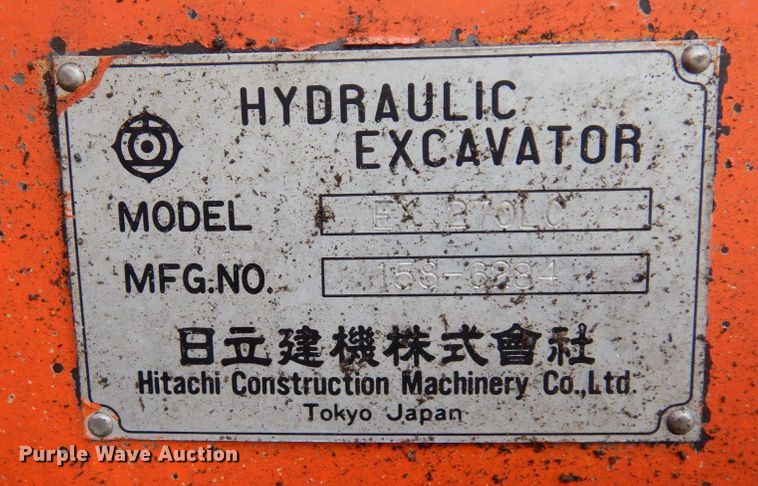 HYDRAULIC
EXCAVATOR
MODEL EX 270LC
MFG.NO.
日立建機株式會社
Hitachi Construction Machinery Co.,Ltd.
Tokyo Japan
Purple Wave Auction